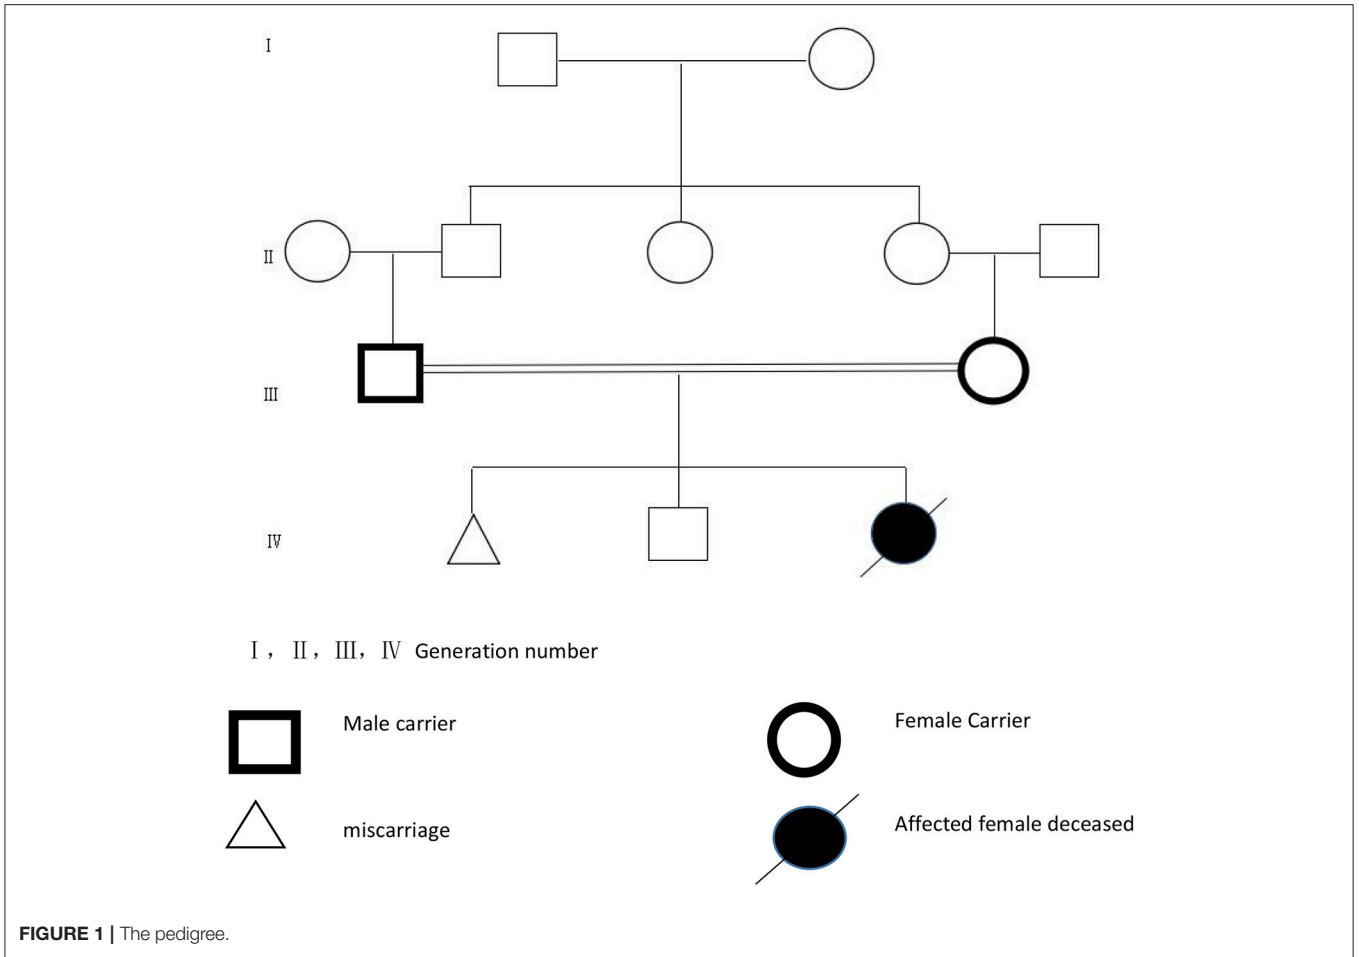 Ⅰ
Ⅱ
Ⅲ
Ⅳ
Ⅰ， Ⅱ， Ⅲ， Ⅳ Generation number
Male carrier
Female Carrier
miscarriage
Affected female deceased
FIGURE 1 | The pedigree.